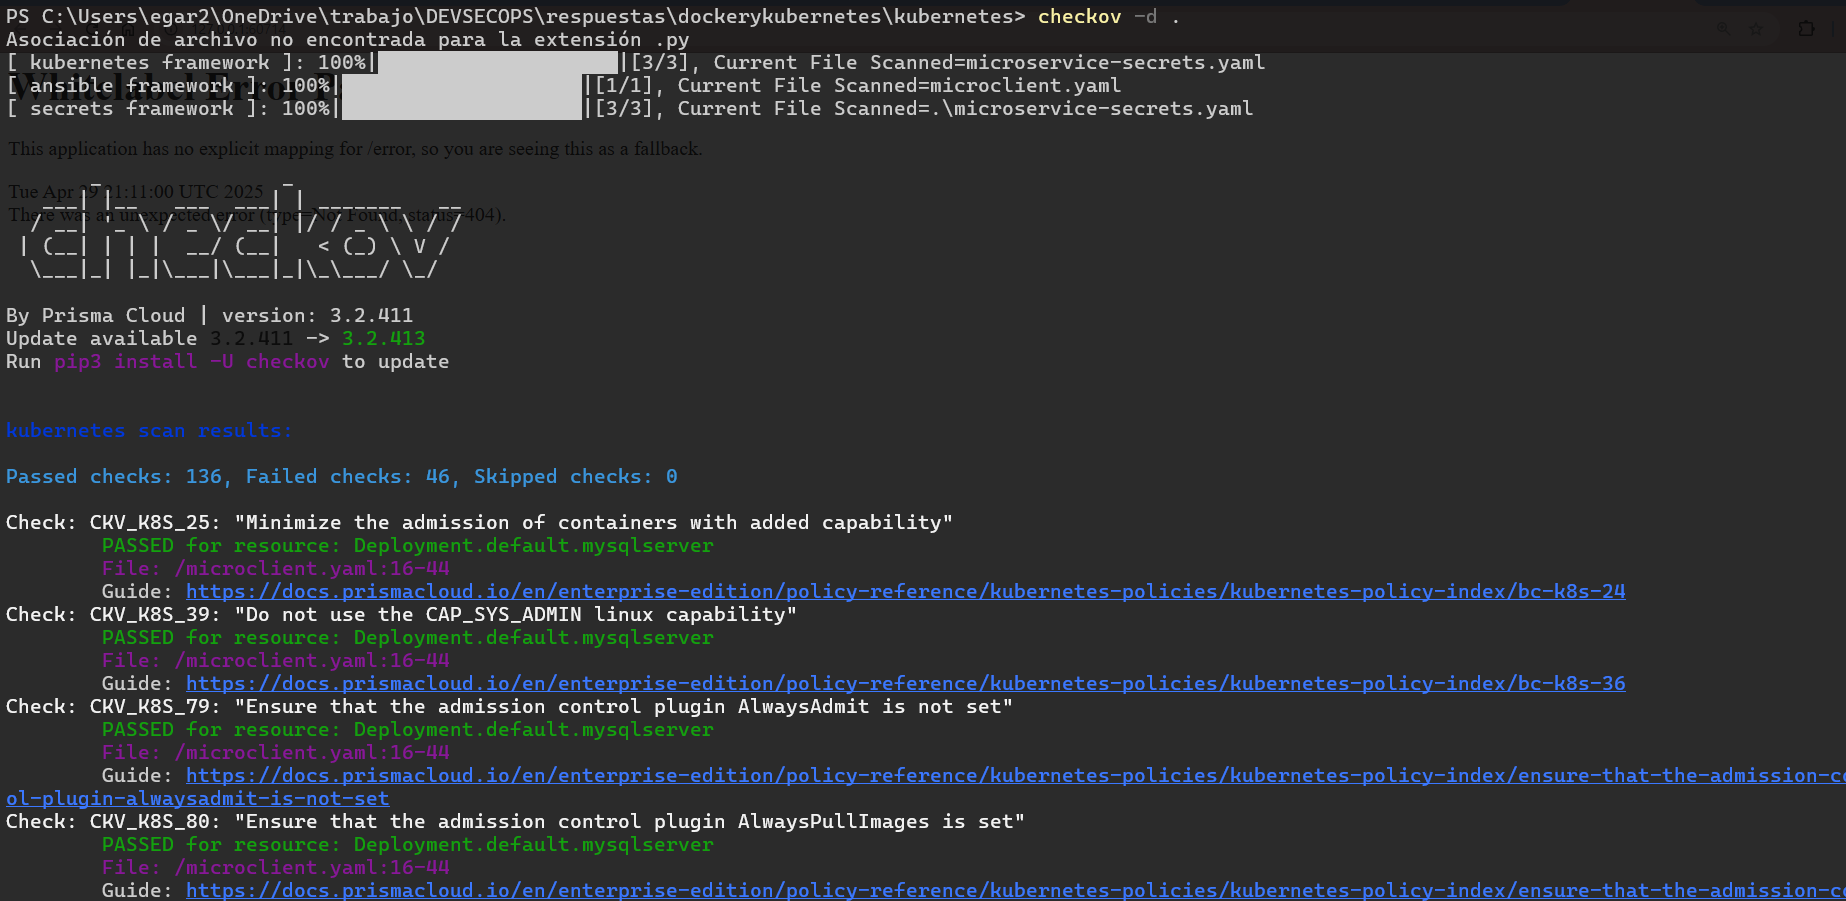 PS C:\Users\egar2\OneDrive\trabajo\DEVSECOPS\respuestas\dockerykubernetes\kubernetes> checkov -d .
Asociación de archivo no encontrada para la extensión .py
[ kubernetes framework ]: 100%|████████████████████|[3/3], Current File Scanned=microservice-secrets.yaml
[ ansible framework ]: 100%|████████████████████|[1/1], Current File Scanned=microclient.yaml
[ secrets framework ]: 100%|████████████████████|[3/3], Current File Scanned=.\microservice-secrets.yaml
Whitelabel Error P
This application has no explicit mapping for /error, so you are seeing this as a fallback.
Tue Apr 29 21:11:00 UTC 2025
There was an unexpected error (type=Not Found, status=404).
checkov
By Prisma Cloud | version: 3.2.411
Update available 3.2.411 -> 3.2.413
Run pip3 install -U checkov to update
kubernetes scan results:
Passed checks: 136, Failed checks: 46, Skipped checks: 0
Check: CKV_K8S_25: "Minimize the admission of containers with added capability"
PASSED for resource: Deployment.default.mysqlserver
File: /microclient.yaml:16-44
Guide: https://docs.prismacloud.io/en/enterprise-edition/policy-reference/kubernetes-policies/kubernetes-policy-index/bc-k8s-24
Check: CKV_K8S_39: "Do not use the CAP_SYS_ADMIN linux capability"
PASSED for resource: Deployment.default.mysqlserver
File: /microclient.yaml:16-44
Guide: https://docs.prismacloud.io/en/enterprise-edition/policy-reference/kubernetes-policies/kubernetes-policy-index/bc-k8s-36
Check: CKV_K8S_79: "Ensure that the admission control plugin AlwaysAdmit is not set"
PASSED for resource: Deployment.default.mysqlserver
File: /microclient.yaml:16-44
Guide: https://docs.prismacloud.io/en/enterprise-edition/policy-reference/kubernetes-policies/kubernetes-policy-index/ensure-that-the-admission-c
ol-plugin-alwaysadmit-is-not-set
Check: CKV_K8S_80: "Ensure that the admission control plugin AlwaysPullImages is set"
PASSED for resource: Deployment.default.mysqlserver
File: /microclient.yaml:16-44
Guide: https://docs.prismacloud.io/en/enterprise-edition/policy-reference/kubernetes-policies/kubernetes-policy-index/ensure-that-the-admission-c